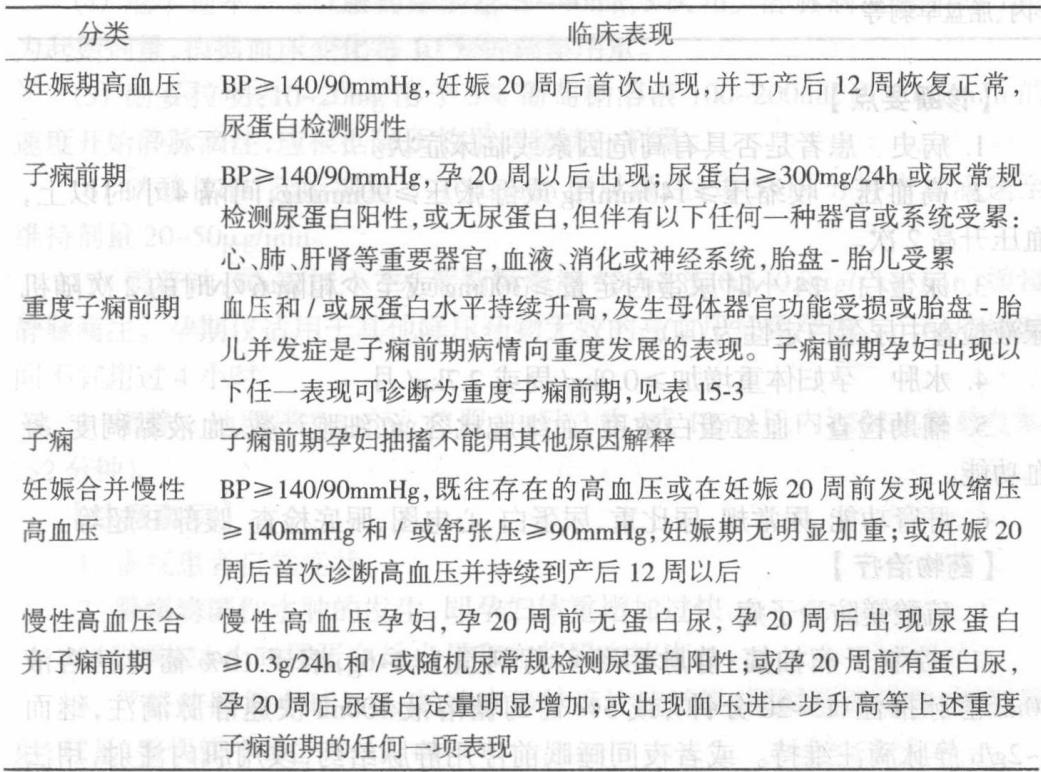 分类 临床表现
妊娠期高血压 BP≥140/90mmHg,妊娠 20 周后首次出现,并于产后 12 周恢复正常,
尿蛋白检测阴性
子痫前期 BP≥140/90mmHg,孕 20 周以后出现;尿蛋白≥300mg/24h 或尿常规
检测尿蛋白阳性,或无尿蛋白,但伴有以下任何一种器官或系统受累:
心、肺、肝肾等重要器官,血液、消化或神经系统,胎盘 - 胎儿受累
重度子痫前期 血压和 / 或尿蛋白水平持续升高,发生母体器官功能受损或胎盘 - 胎
儿并发症是子痫前期病情向重度发展的表现。子痫前期孕妇出现以
下任一表现可诊断为重度子痫前期,见表 15-3
子痫 子痫前期孕妇抽搐不能用其他原因解释
妊娠合并慢性 BP≥140/90mmHg,既往存在的高血压或在妊娠 20 周前发现收缩压
高血压 ≥140mmHg 和 / 或舒张压≥90mmHg,妊娠期无明显加重;或妊娠 20
周后首次诊断高血压并持续到产后 12 周以后
慢性高血压合 慢性高血压孕妇,孕 20 周前无蛋白尿,孕 20 周后出现尿蛋白
并子痫前期 ≥0.3g/24h 和 / 或随机尿常规检测尿蛋白阳性;或孕 20 周前有蛋白尿,
孕 20 周后尿蛋白定量明显增加;或出现血压进一步升高等上述重度
子痫前期的任何一项表现